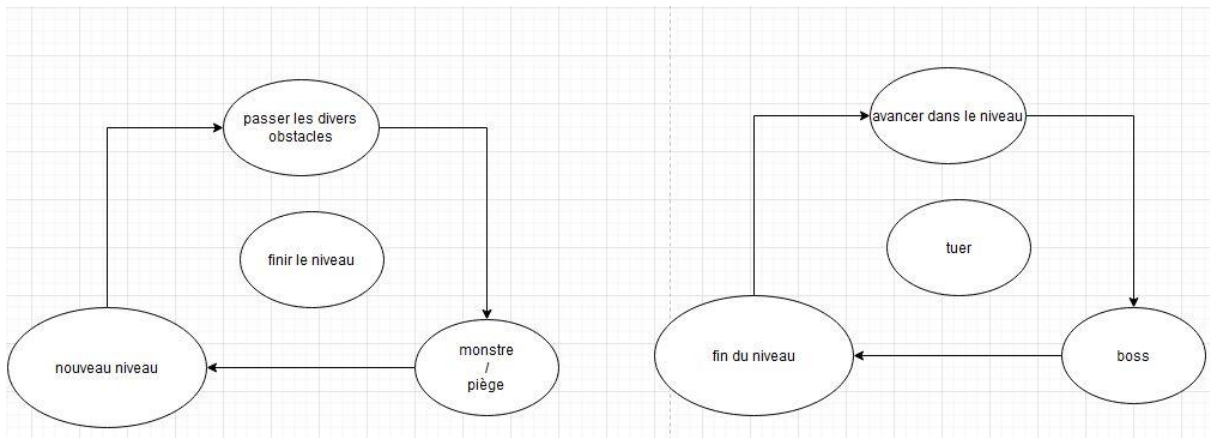 passer les divers
obstacles
finir le niveau
nouveau niveau
monstre
/
piège
avancer dans le niveau
tuer
fin du niveau
boss